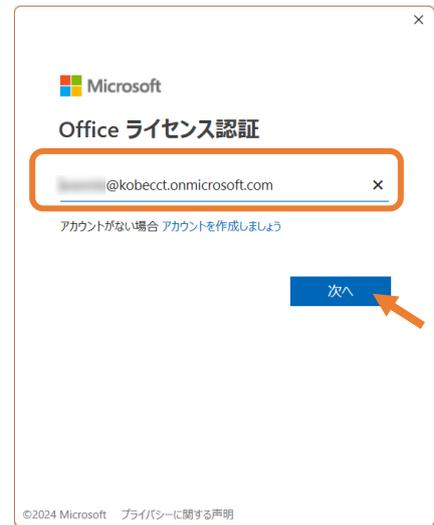 Microsoft
Office ライセンス認証
@kobecct.onmicrosoft.com
アカウントがない場合 アカウントを作成しましょう
次へ
©2024 Microsoft プライバシーに関する声明